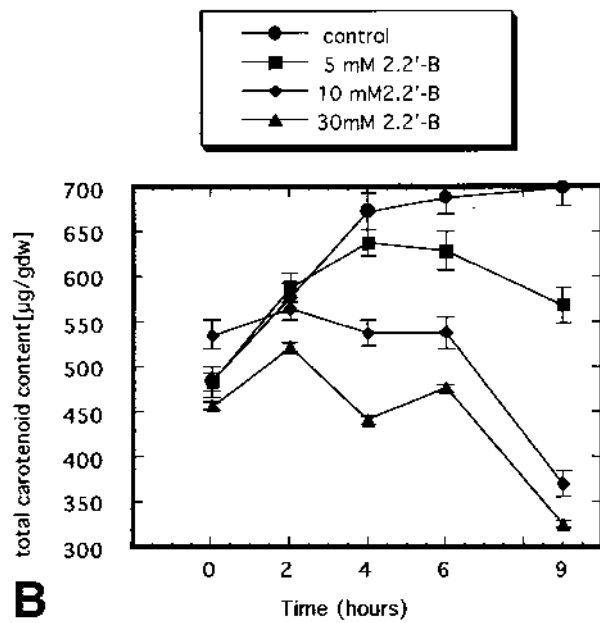 control
5 mM 2.2'-B
10 mM2.2'-B
30mM 2.2'-B
700
650
600
550
500
450
400
350
300
total carotenoid content[µg/gdw]
0 2 4 6 9
Time (hours)
B